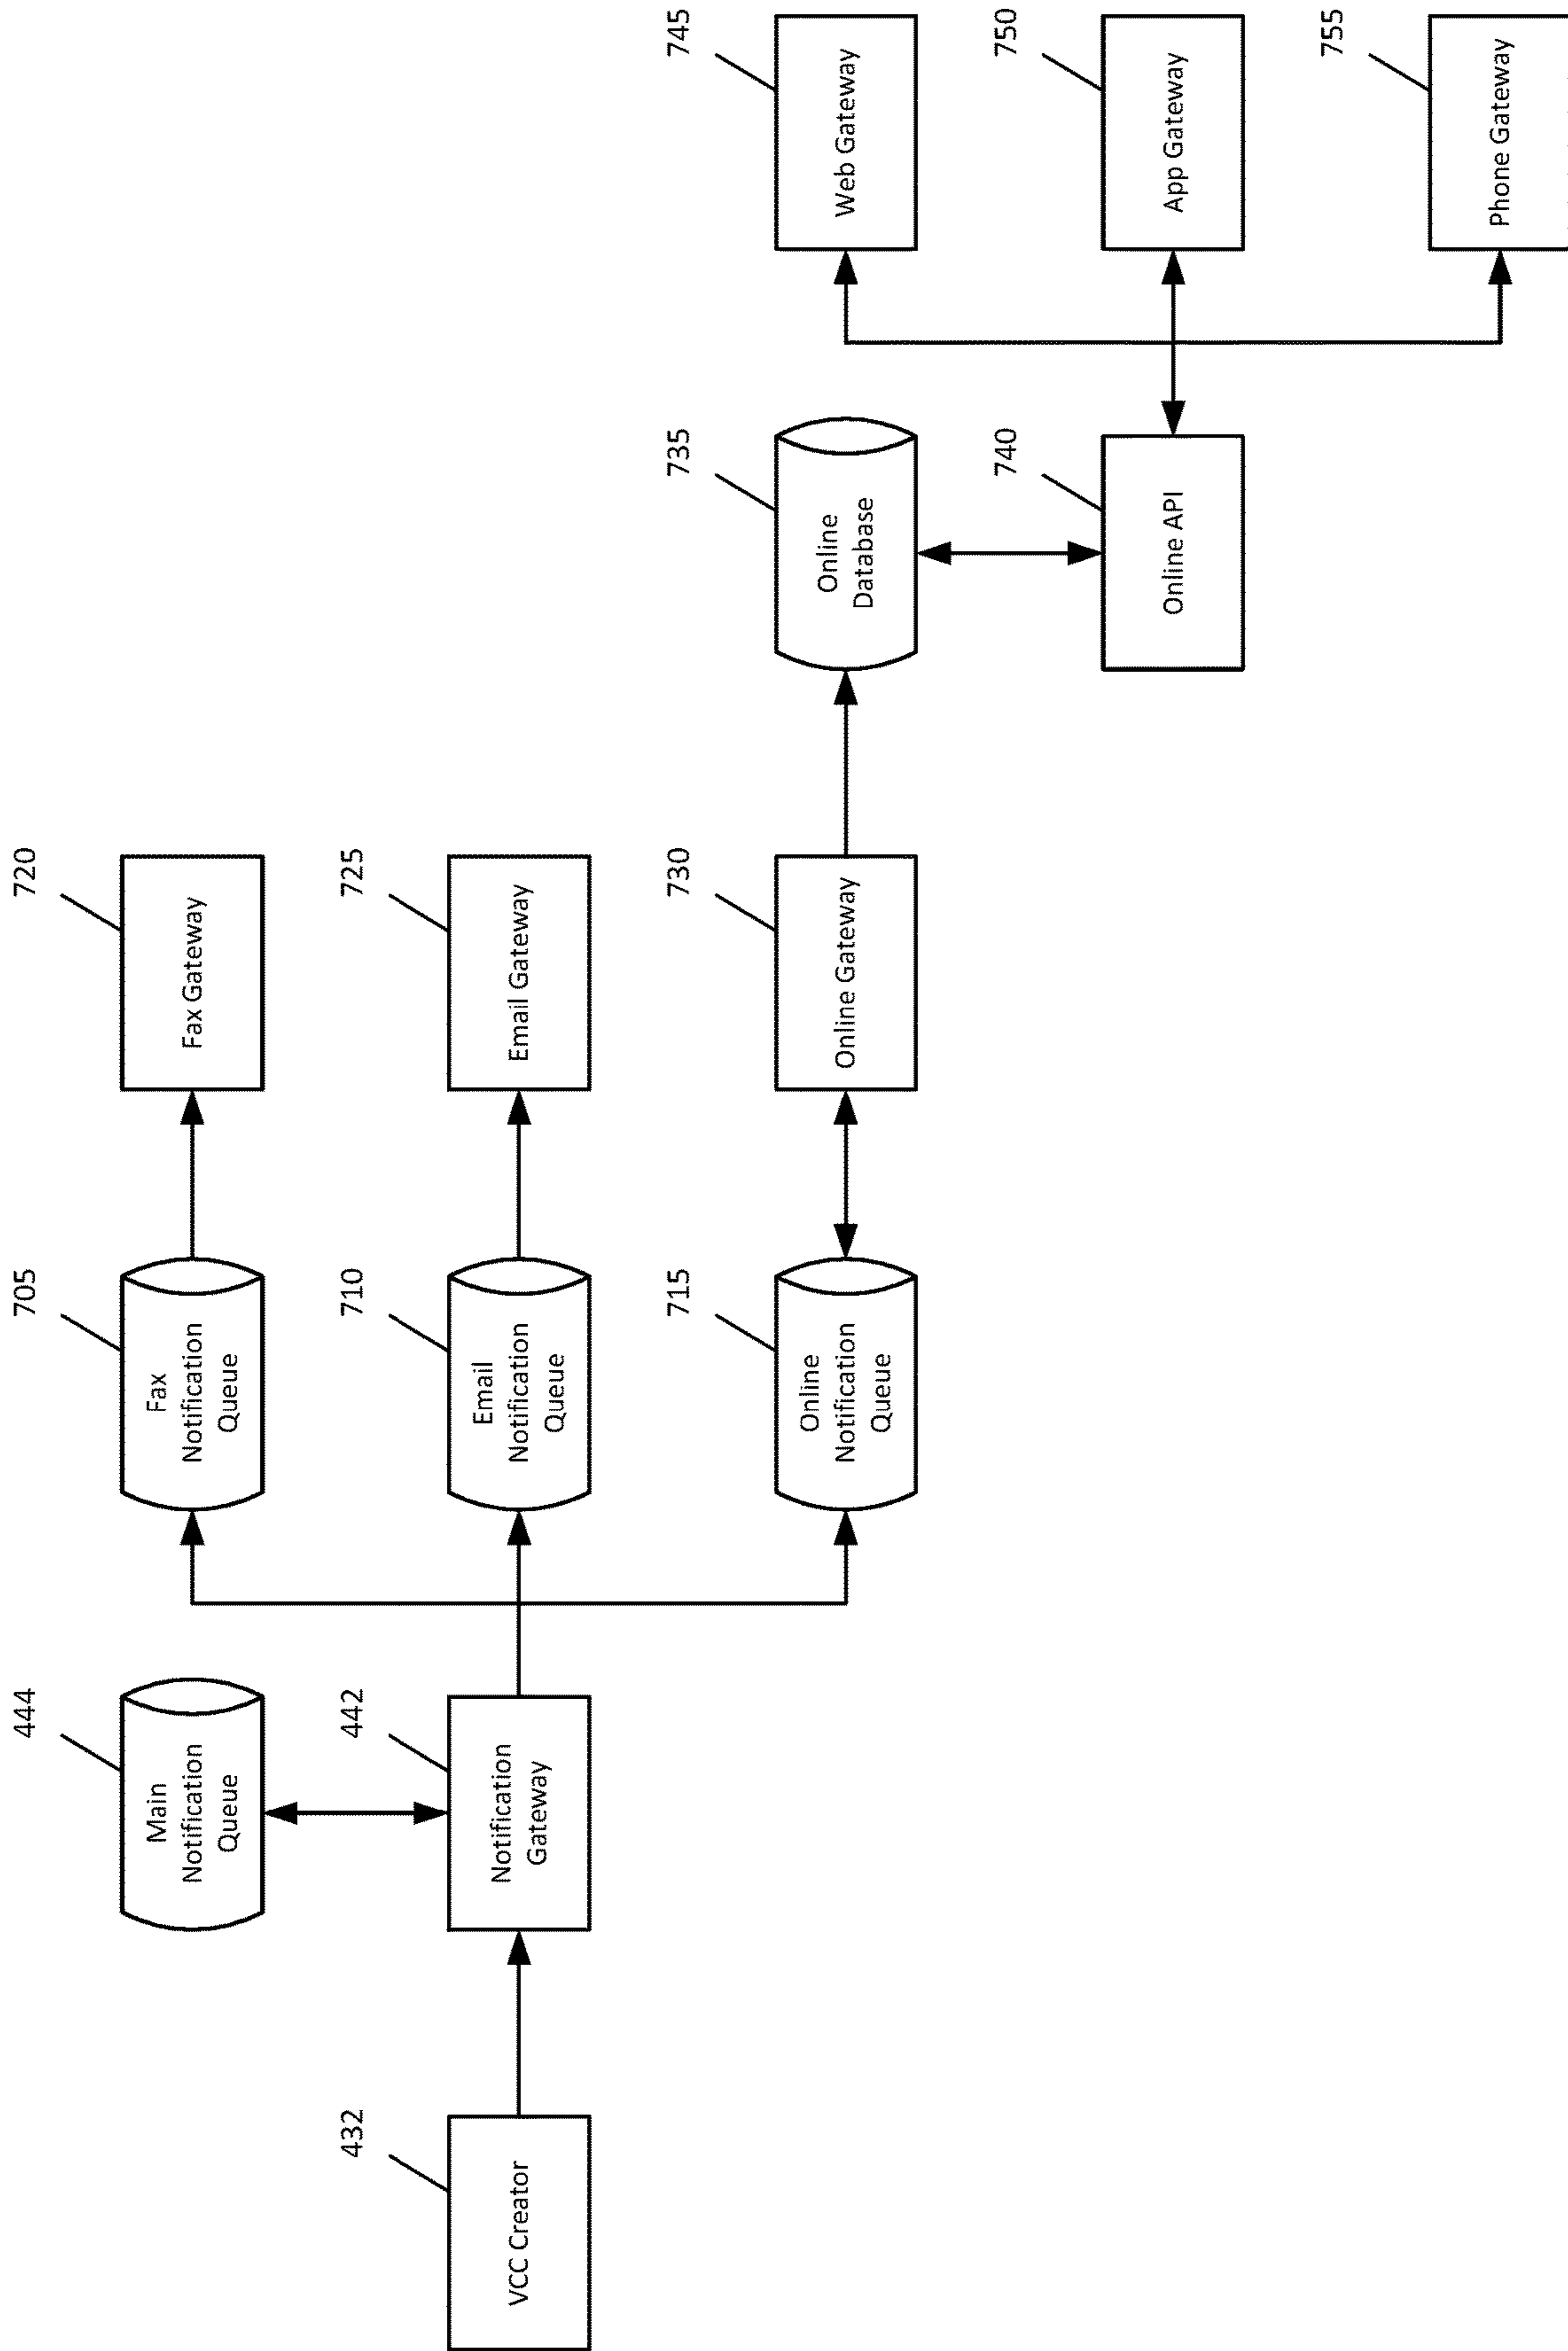 444
Main
Notification
Queue
705
Fax
Notification
Queue
720
Fax Gateway
432
VCC Creator
442
Notification
Gateway
710
Email
Notification
Queue
725
Email Gateway
715
Online
Notification
Queue
730
Online Gateway
735
Online
Database
745
Web Gateway
740
Online API
750
App Gateway
755
Phone Gateway